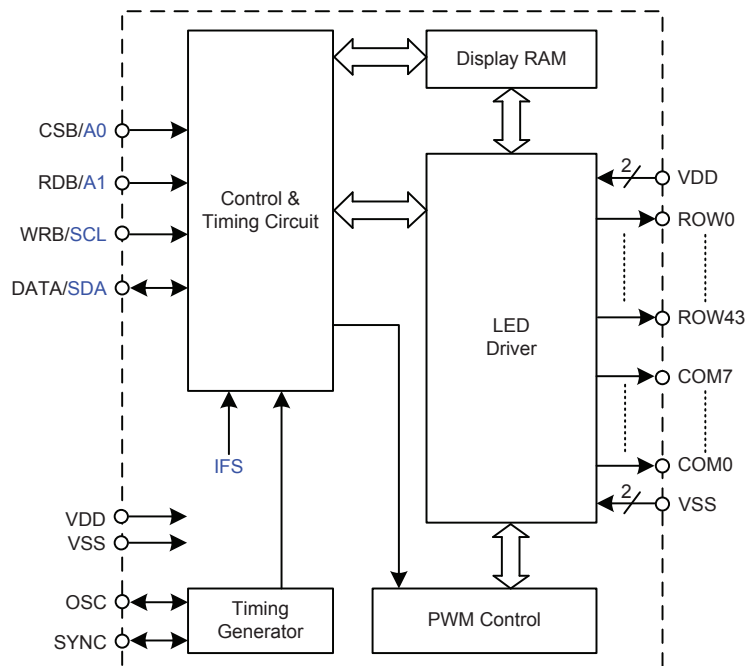 Display RAM
CSB/A0
RDB/A1
WRB/SCL
DATA/SDA
Control &
Timing Circuit
2
VDD
ROW0
ROW43
LED
Driver
COM7
COM0
2
VSS
IFS
VDD
VSS
OSC
SYNC
Timing
Generator
PWM Control